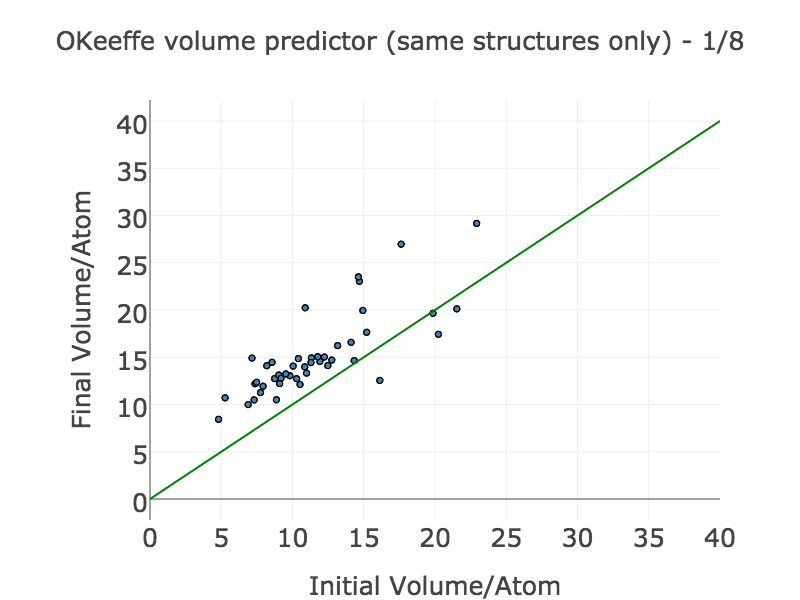 OKeeffe volume predictor (same structures only) - 1/8
40
35
30
25
20
15
10
5
0
Final Volume/Atom
0 5 10 15 20 25 30 35 40
Initial Volume/Atom